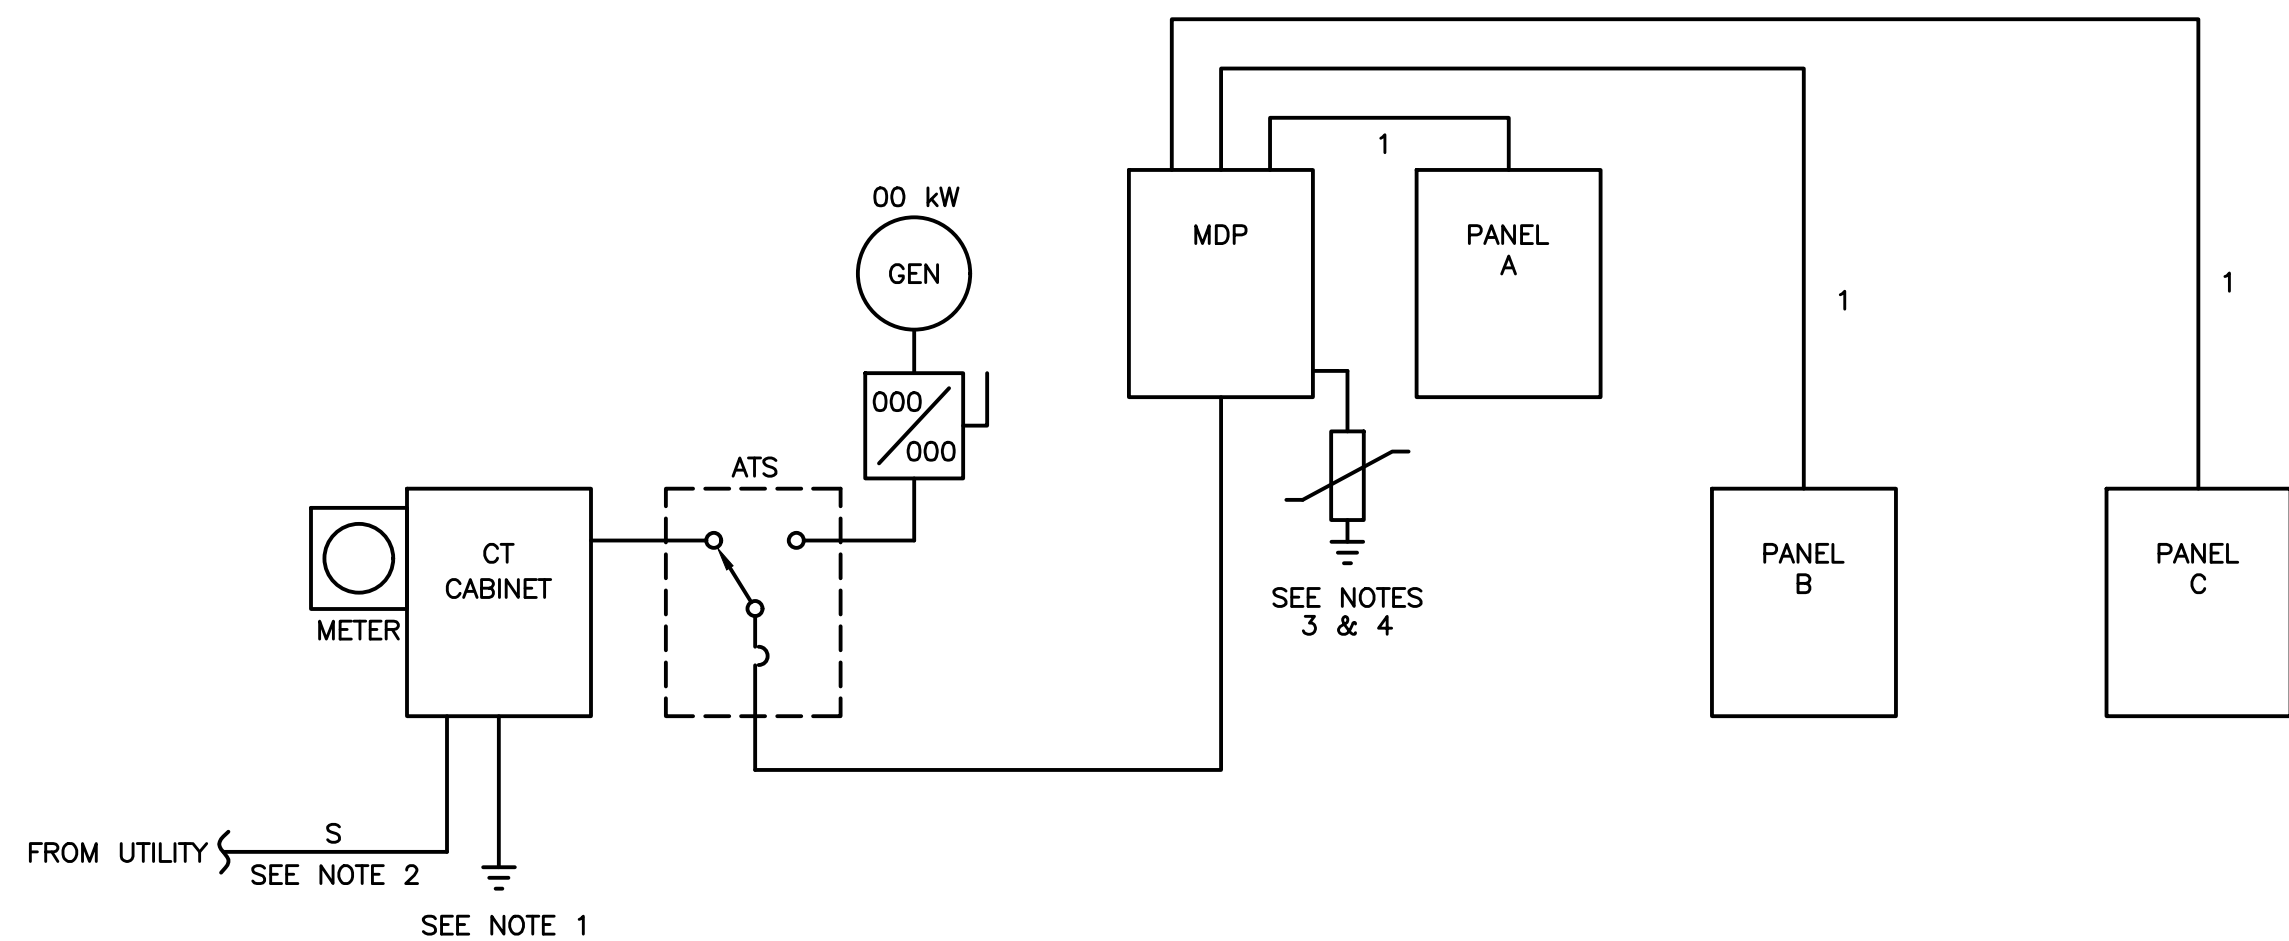 1
00 kW
MDP
PANEL
A
GEN
1
1
000
000
ATS
CT
CABINET
PANEL
B
PANEL
C
METER
SEE NOTES
3 & 4
S
FROM UTILITY
SEE NOTE 2
SEE NOTE 1